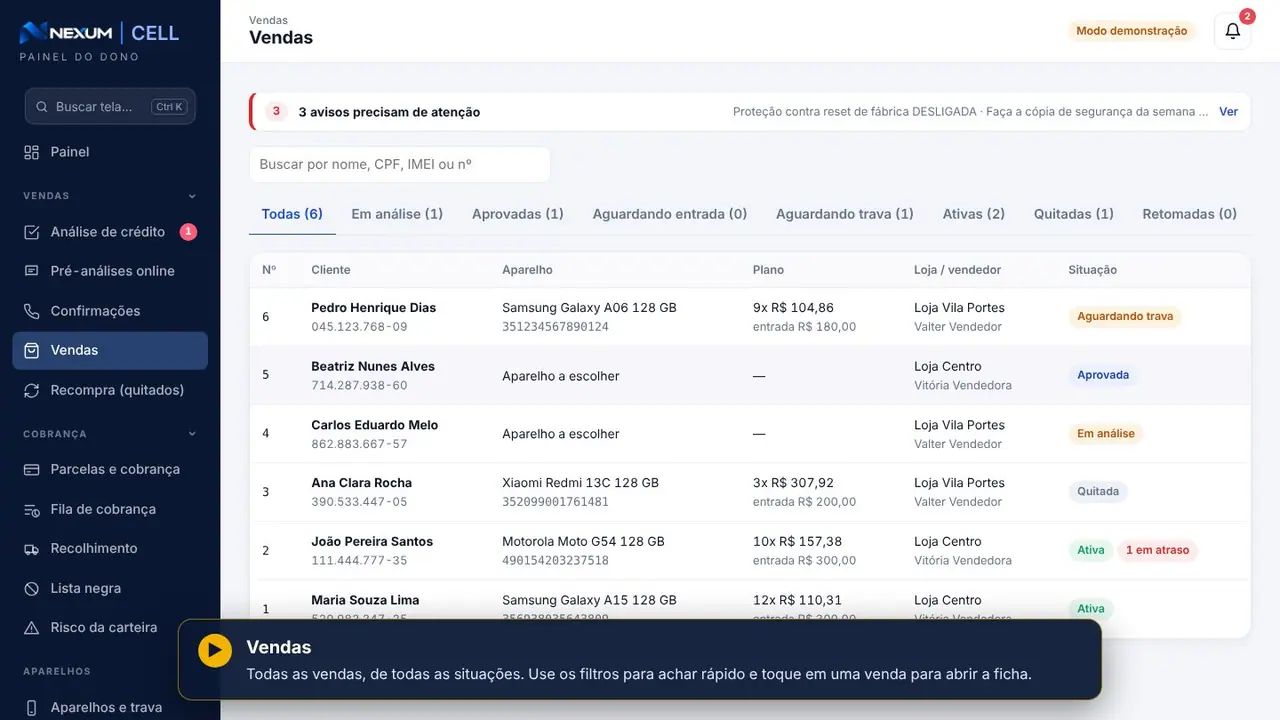 NEXUM | CELL
PAINEL DO DONO
Buscar tela... Ctrl K
Painel
VENDAS
Análise de crédito 1
Pré-análises online
Confirmações
Vendas
Recompra (quitados)
COBRANÇA
Parcelas e cobrança
Fila de cobrança
Recolhimento
Lista negra
Risco da carteira
APARELHOS
Aparelhos e trava
Vendas
Vendas
Modo demonstração
2
3 3 avisos precisam de atenção
Proteção contra reset de fábrica DESLIGADA · Faça a cópia de segurança da semana ... Ver
Buscar por nome, CPF, IMEI ou nº
Todas (6) Em análise (1) Aprovadas (1) Aguardando entrada (0) Aguardando trava (1) Ativas (2) Quitadas (1) Retomadas (0)
Nº Cliente Aparelho Plano Loja / vendedor Situação
6 Pedro Henrique Dias Samsung Galaxy A06 128 GB 9x R$ 104,86 Loja Vila Portes Aguardando trava
045.123.768-09 351234567890124 entrada R$ 180,00 Valter Vendedor
5 Beatriz Nunes Alves Aparelho a escolher — Loja Centro Aprovada
714.287.938-60 Vitória Vendedora
4 Carlos Eduardo Melo Aparelho a escolher — Loja Vila Portes Em análise
862.883.667-57 Valter Vendedor
3 Ana Clara Rocha Xiaomi Redmi 13C 128 GB 3x R$ 307,92 Loja Vila Portes Quitada
390.533.447-05 352099001761481 entrada R$ 200,00 Valter Vendedor
2 João Pereira Santos Motorola Moto G54 128 GB 10x R$ 157,38 Loja Centro Ativa 1 em atraso
111.444.777-35 490154203237518 entrada R$ 300,00 Vitória Vendedora
1 Maria Souza Lima Samsung Galaxy A15 128 GB 12x R$ 110,31 Loja Centro Ativa
Vendas
Todas as vendas, de todas as situações. Use os filtros para achar rápido e toque em uma venda para abrir a ficha.